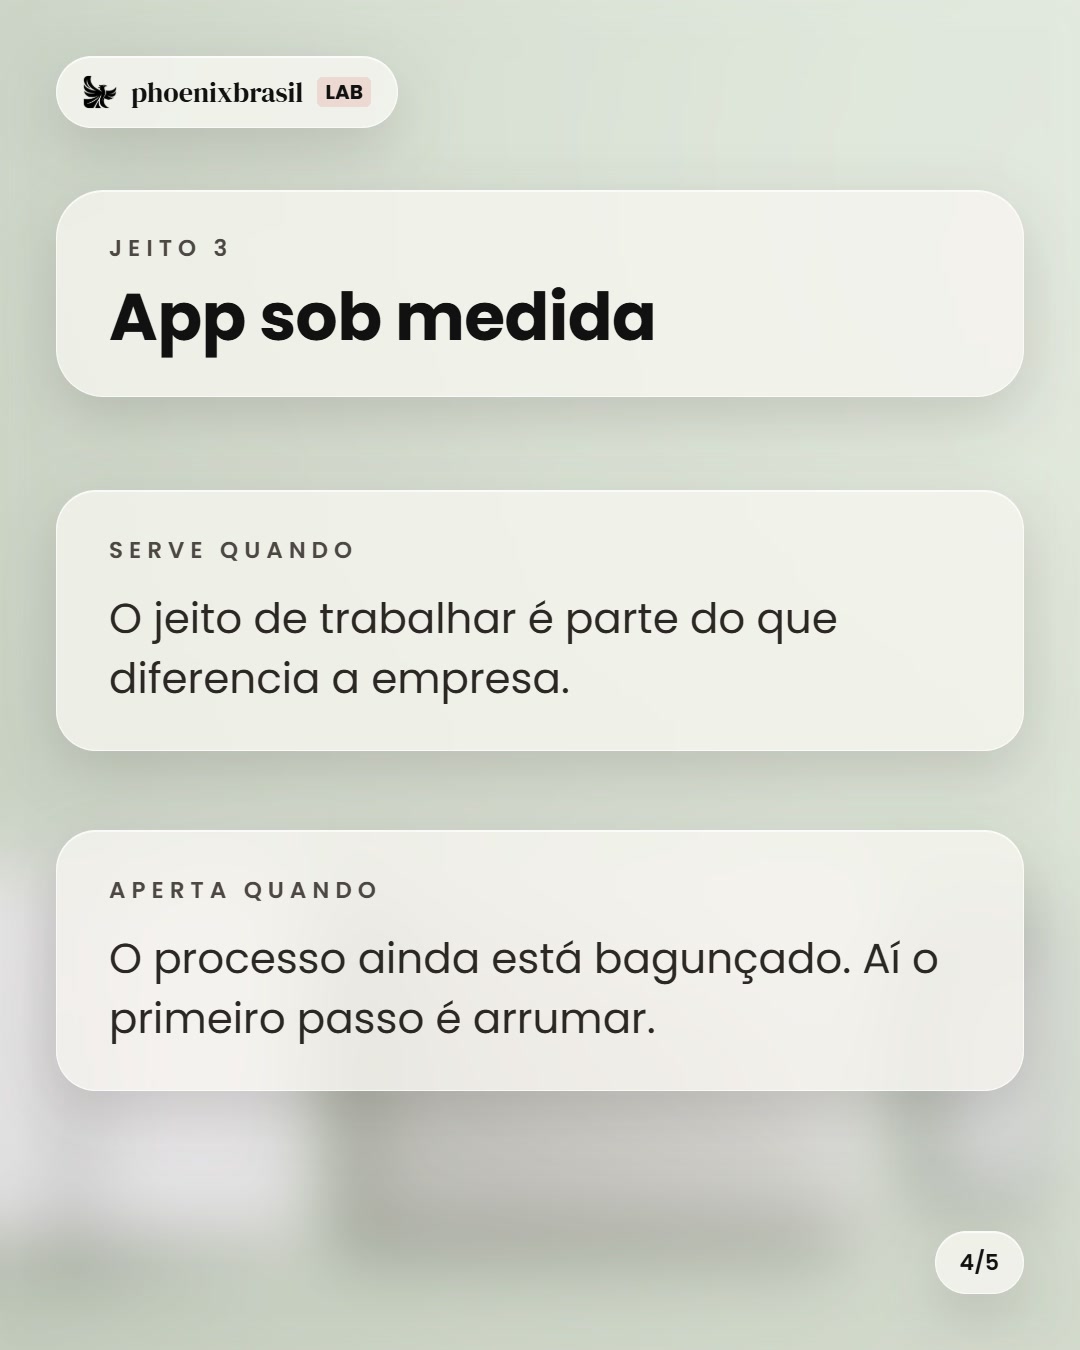 phoenixbrasil LAB
JEITO 3
App sob medida
SERVE QUANDO
O jeito de trabalhar é parte do que
diferencia a empresa.
APERTA QUANDO
O processo ainda está bagunçado. Aí o
primeiro passo é arrumar.
4/5